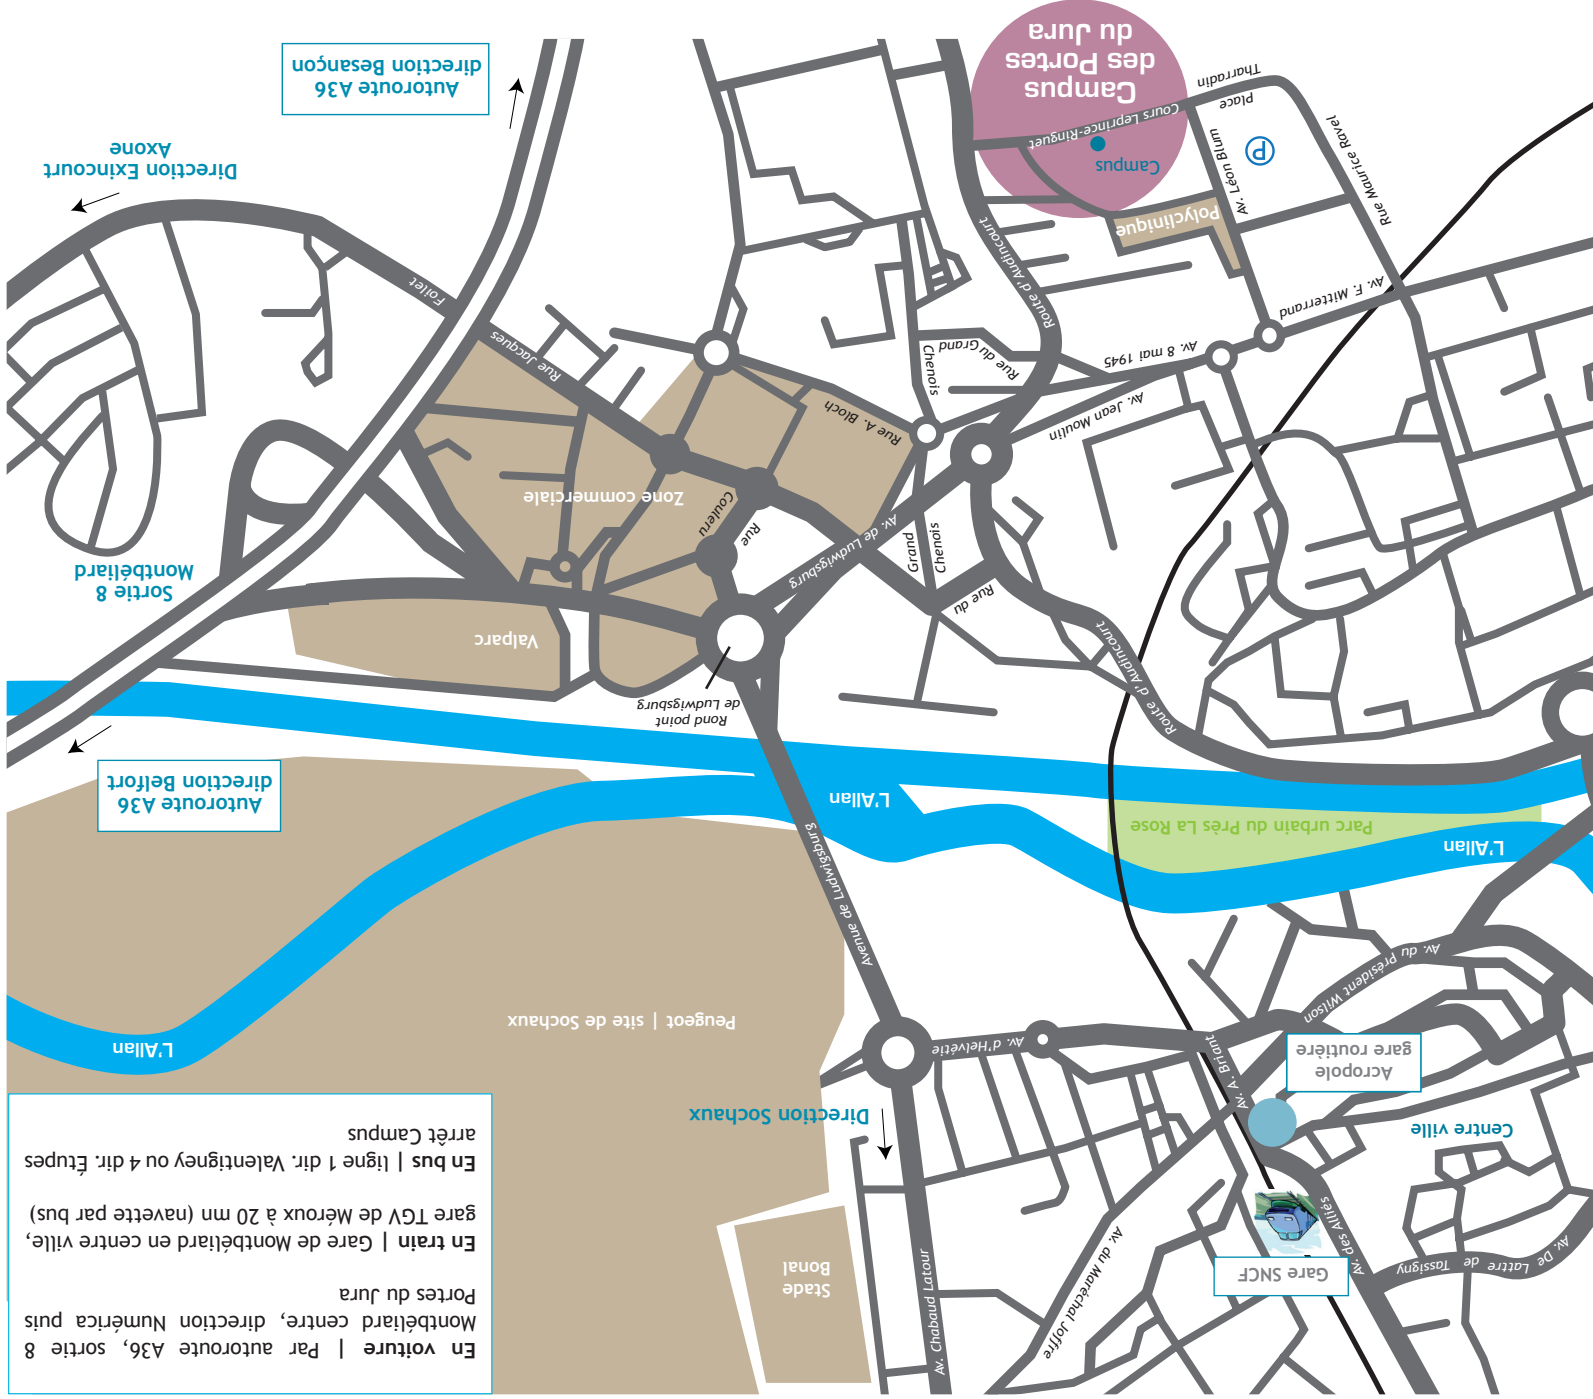 En voiture | Par autoroute A36, sortie 8
Montbéliard centre, direction Numérica puis
Portes du Jura
En train | Gare de Montbéliard en centre ville,
gare TGV de Méroux à 20 mn (navette par bus)
En bus | ligne 1 dir. Valentigney ou 4 dir. Étupes
arrêt Campus
Av. De Lattre de Tassigny
Gare SNCF
Av. des Alliés
Av. du Maréchal Joffre
Av. Chabaud Latour
Stade
Bonal
Centre ville
Direction Sochaux
Acropole
gare routière
Av. A. Briant
Av. d'Helvétie
L'Allan
Peugeot | site de Sochaux
Av. du Président Wilson
Avenue de Ludwigsburg
L'Allan
Parc urbain du Près La Rose
L'Allan
Autoroute A36
direction Belfort
Rond point
de Ludwigsburg
Route d'Audincourt
Valparc
Sortie 8
Montbéliard
Rue du
Grand
Chenois
Av. de Ludwigsburg
Rue
Couteru
Zone commerciale
Av. Jean Moulin
Rue A. Bloch
Rue du Grand
Chenois
Av. 8 mai 1945
Rue Jacques
Foilet
Av. F. Mitterrand
Route d'Audincourt
Polyclinique
Rue Maurice Ravel
Av. Léon Blum
P
Place
Tharradin
Campus
Cours Leprince-Ringuet
Campus
des Portes
du Jura
Direction Exincourt
Axone
Autoroute A36
direction Besançon